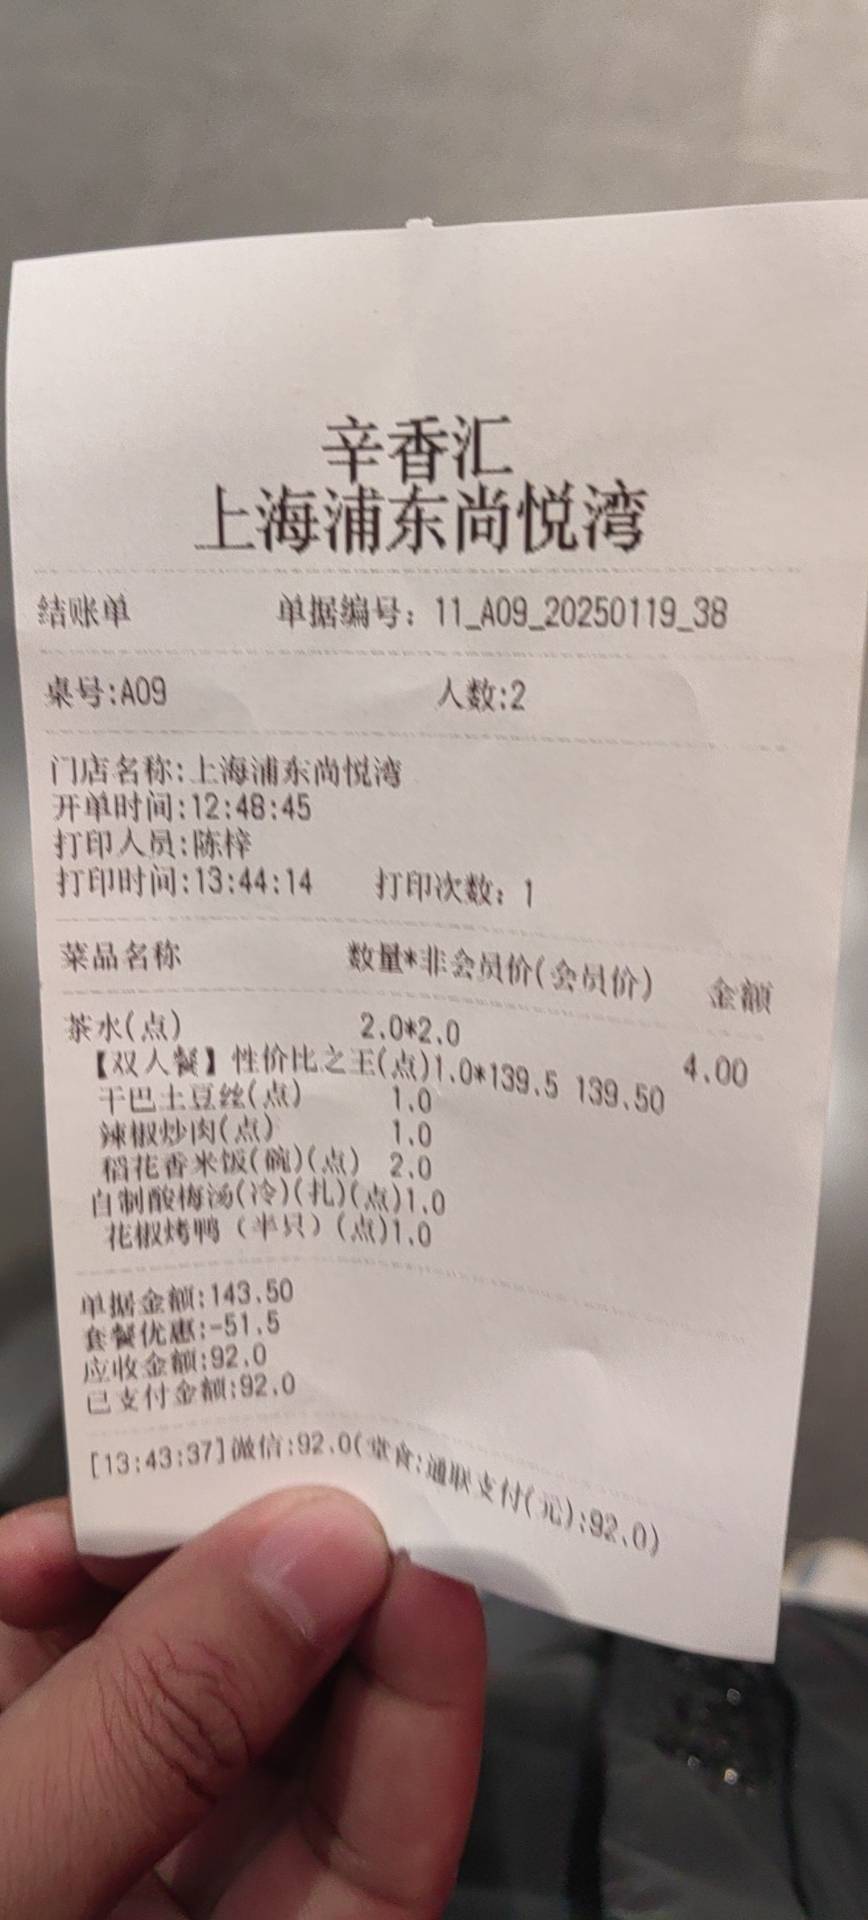 辛香汇
上海浦东尚悦湾
结账单 单据编号：11_A09_20250119_38
桌号:A09 人数:2
门店名称:上海浦东尚悦湾
开单时间:12:48:45
打印人员:陈梓
打印时间:13:44:14 打印次数：1
菜品名称 数量*非会员价(会员价) 金额
茶水(点) 2.0*2.0 4.00
【双人餐】性价比之王(点)1.0*139.5 139.50
干巴土豆丝(点) 1.0
辣椒炒肉(点) 1.0
稻花香米饭(碗)(点) 2.0
自制酸梅汤(冷)(扎)(点)1.0
花椒烤鸭（半只）(点)1.0
单据金额:143.50
套餐优惠:-51.5
应收金额:92.0
已支付金额:92.0
[13:43:37]微信:92.0(堂食:通联支付(元):92.0)